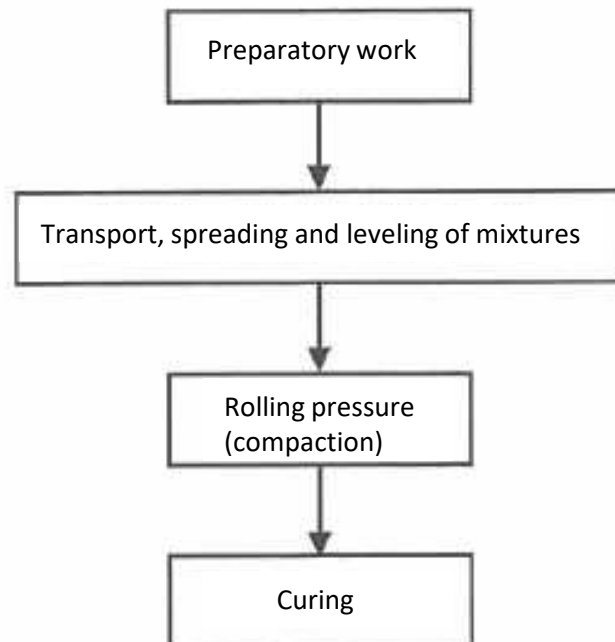 Preparatory work
Transport, spreading and leveling of mixtures
Rolling pressure
(compaction)
Curing